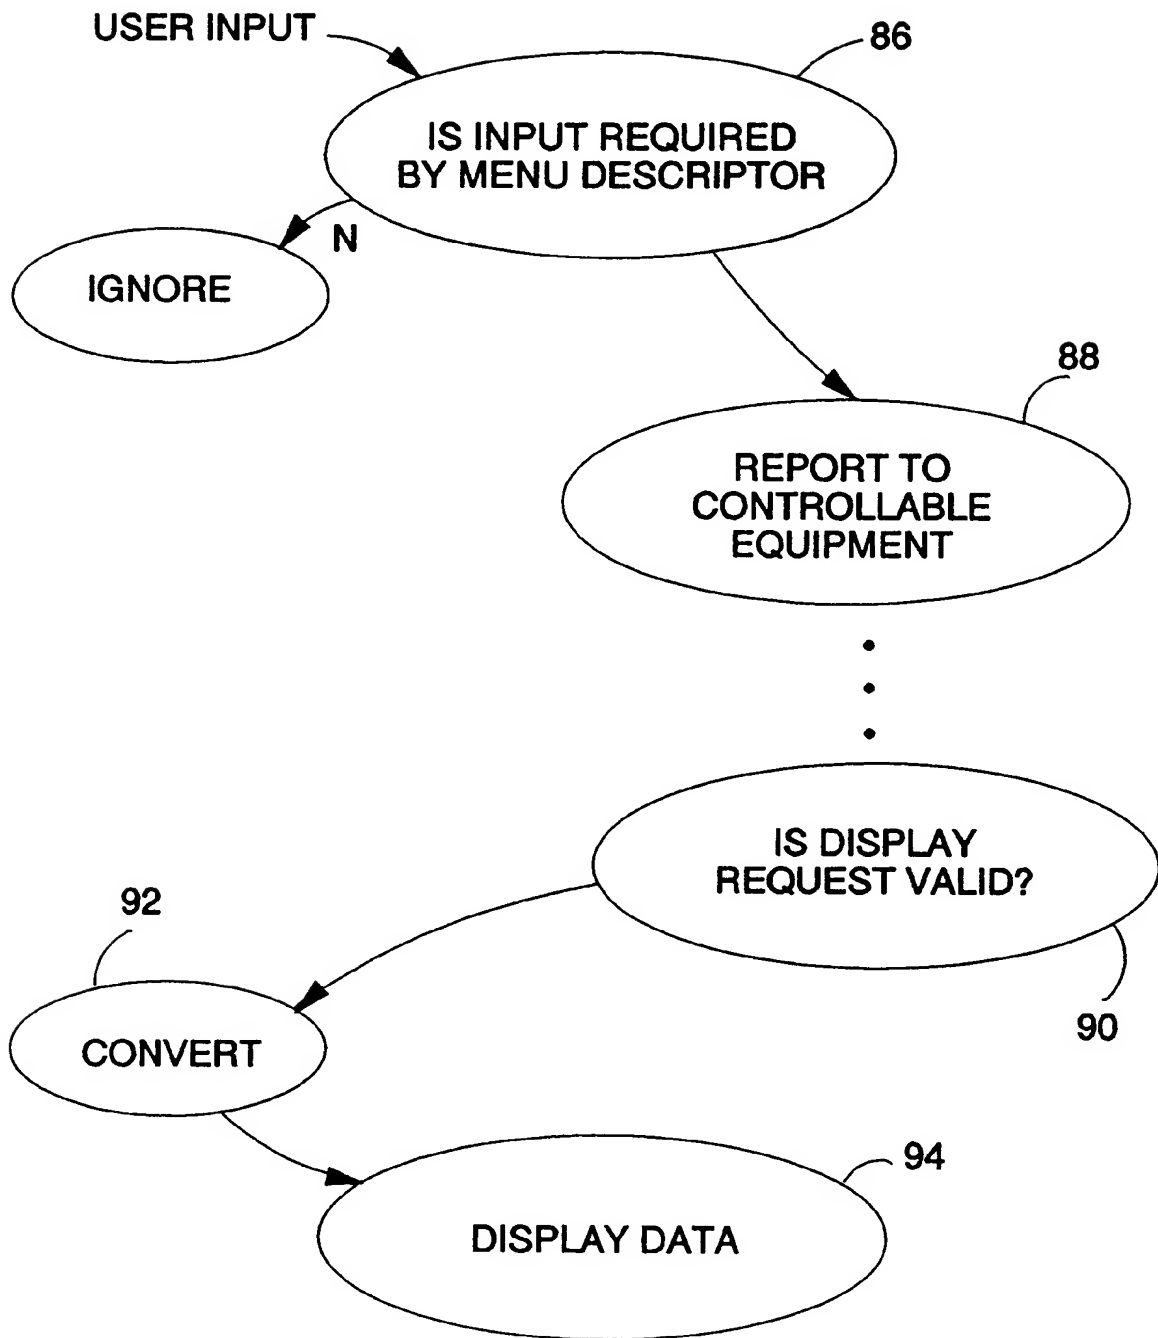 USER INPUT
86
IS INPUT REQUIRED
BY MENU DESCRIPTOR
N
IGNORE
88
REPORT TO
CONTROLLABLE
EQUIPMENT
IS DISPLAY
REQUEST VALID?
92
90
CONVERT
94
DISPLAY DATA